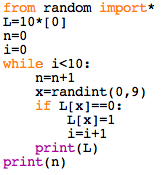 from random import*
L=10*[0]
n=0
i=0
while i<10:
    n=n+1
    x=randint(0,9)
    if L[x]==0:
        L[x]=1
        i=i+1
    print(L)
print(n)